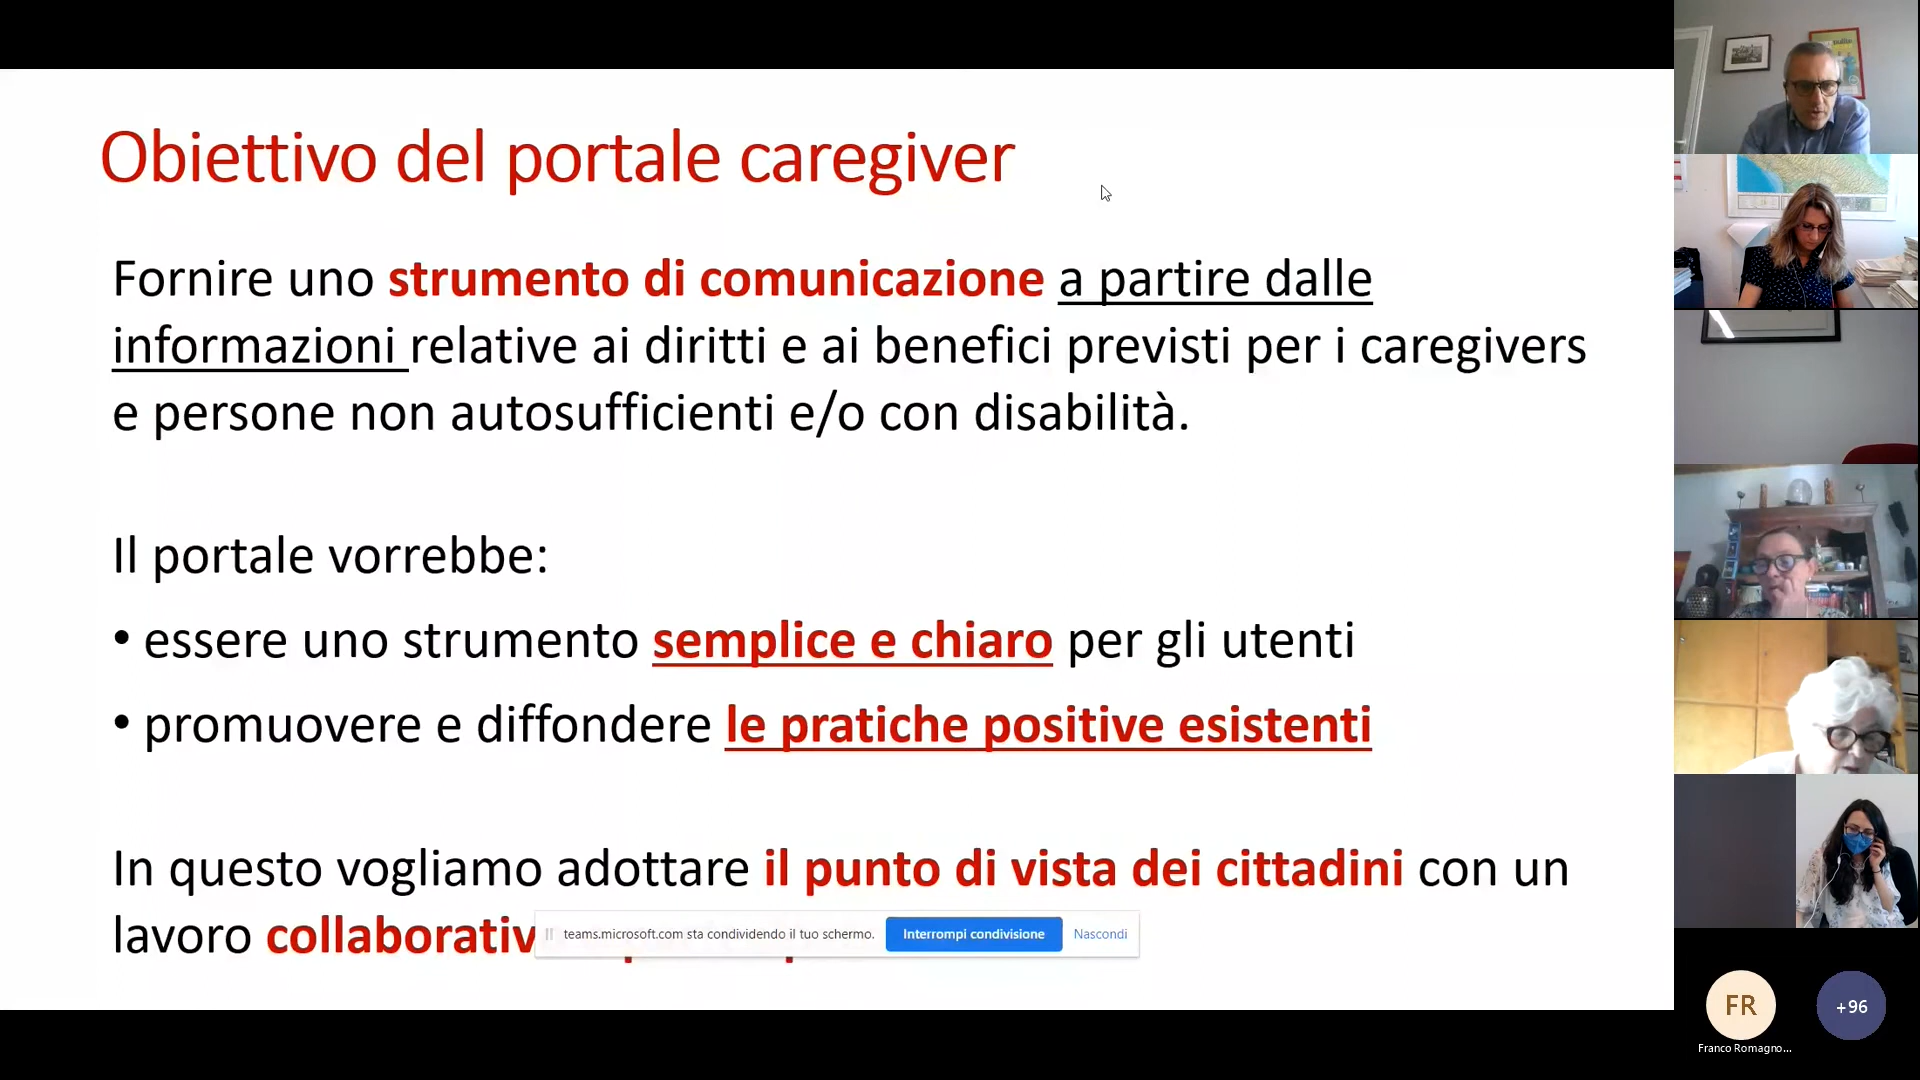 Obiettivo del portale caregiver
Fornire uno strumento di comunicazione a partire dalle
informazioni relative ai diritti e ai benefici previsti per i caregivers
e persone non autosufficienti e/o con disabilità.
Il portale vorrebbe:
• essere uno strumento semplice e chiaro per gli utenti
• promuovere e diffondere le pratiche positive esistenti
In questo vogliamo adottare il punto di vista dei cittadini con un
lavoro collaborativ
teams.microsoft.com sta condividendo il tuo schermo. Interrompi condivisione Nascondi
FR +96
Franco Romagno...